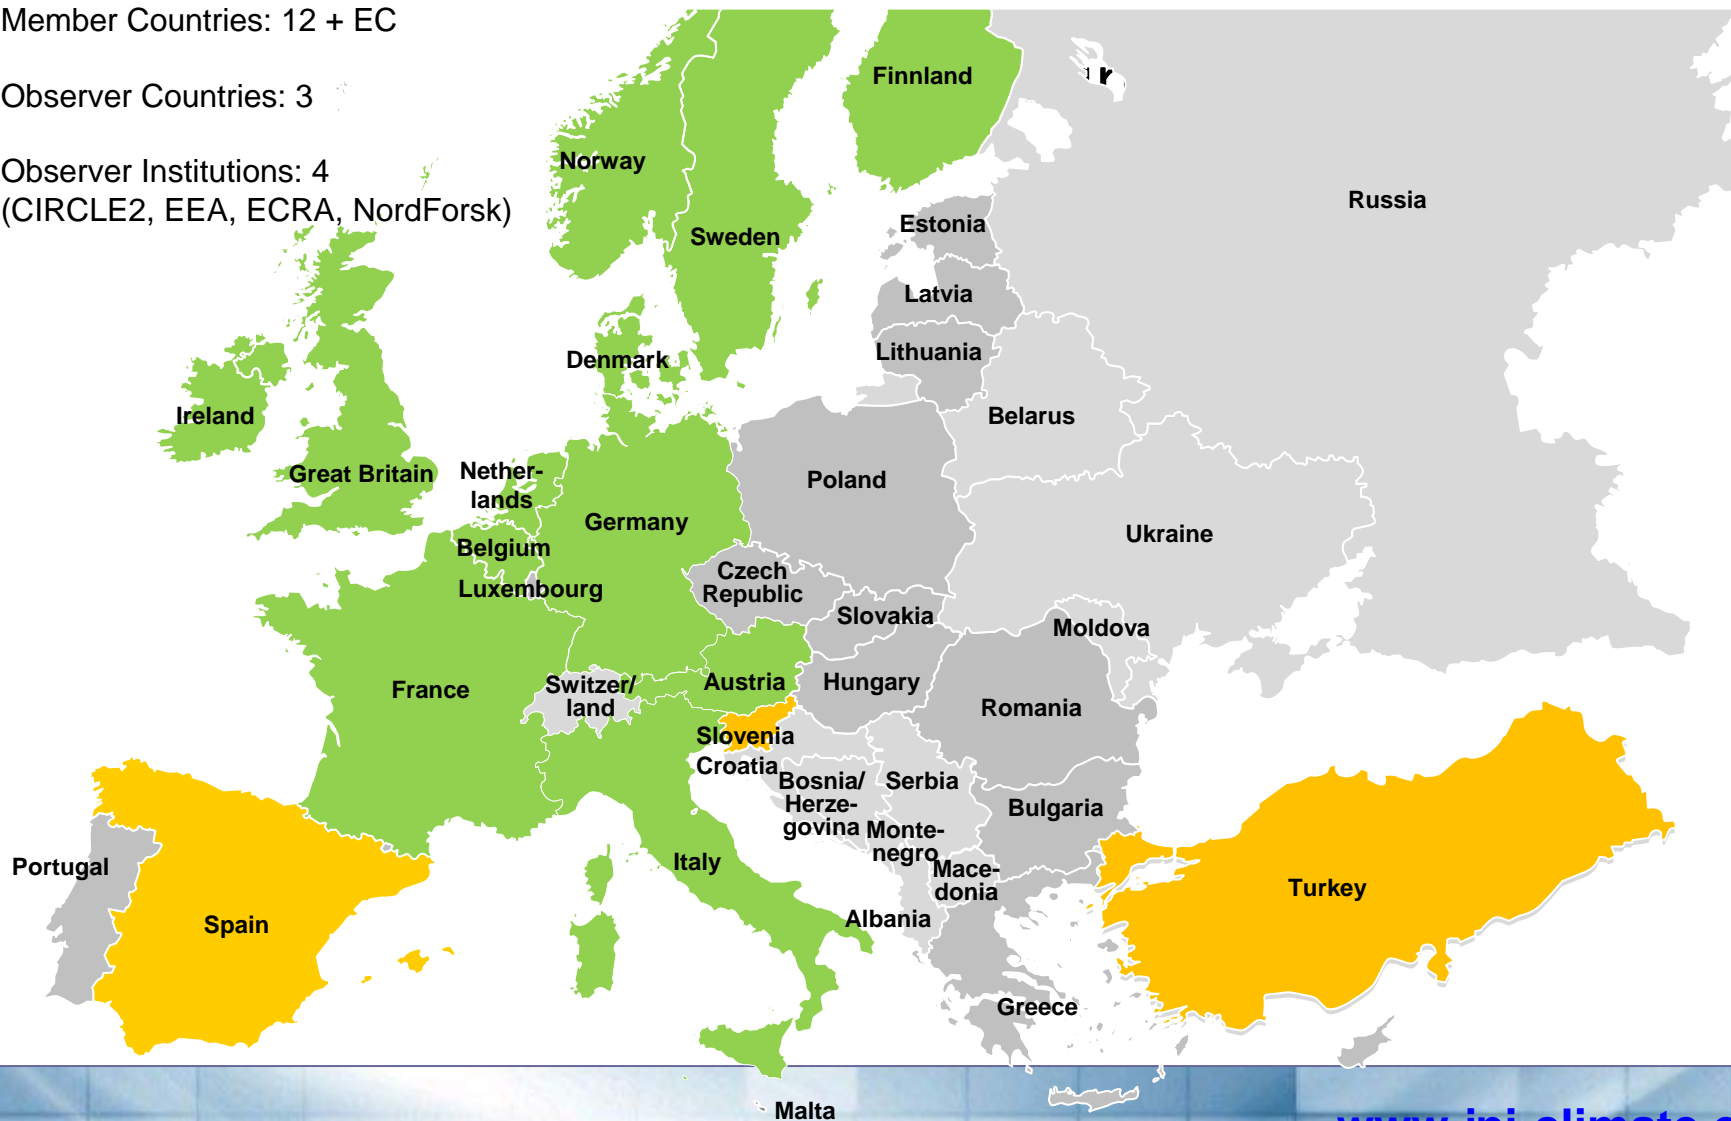 Member Countries: 12 + EC
Observer Countries: 3
Observer Institutions: 4
(CIRCLE2, EEA, ECRA, NordForsk)
Finnland
Norway
Russia
Sweden
Estonia
Latvia
Lithuania
Denmark
Ireland
Belarus
Great Britain
Nether-
lands
Poland
Germany
Ukraine
Belgium
Luxembourg
Czech
Republic
Slovakia
Moldova
France
Switzer/
land
Austria
Hungary
Romania
Slovenia
Croatia
Bosnia/
Herze-
govina
Serbia
Bulgaria
Monte-
negro
Mace-
donia
Portugal
Italy
Turkey
Spain
Albania
Greece
Malta